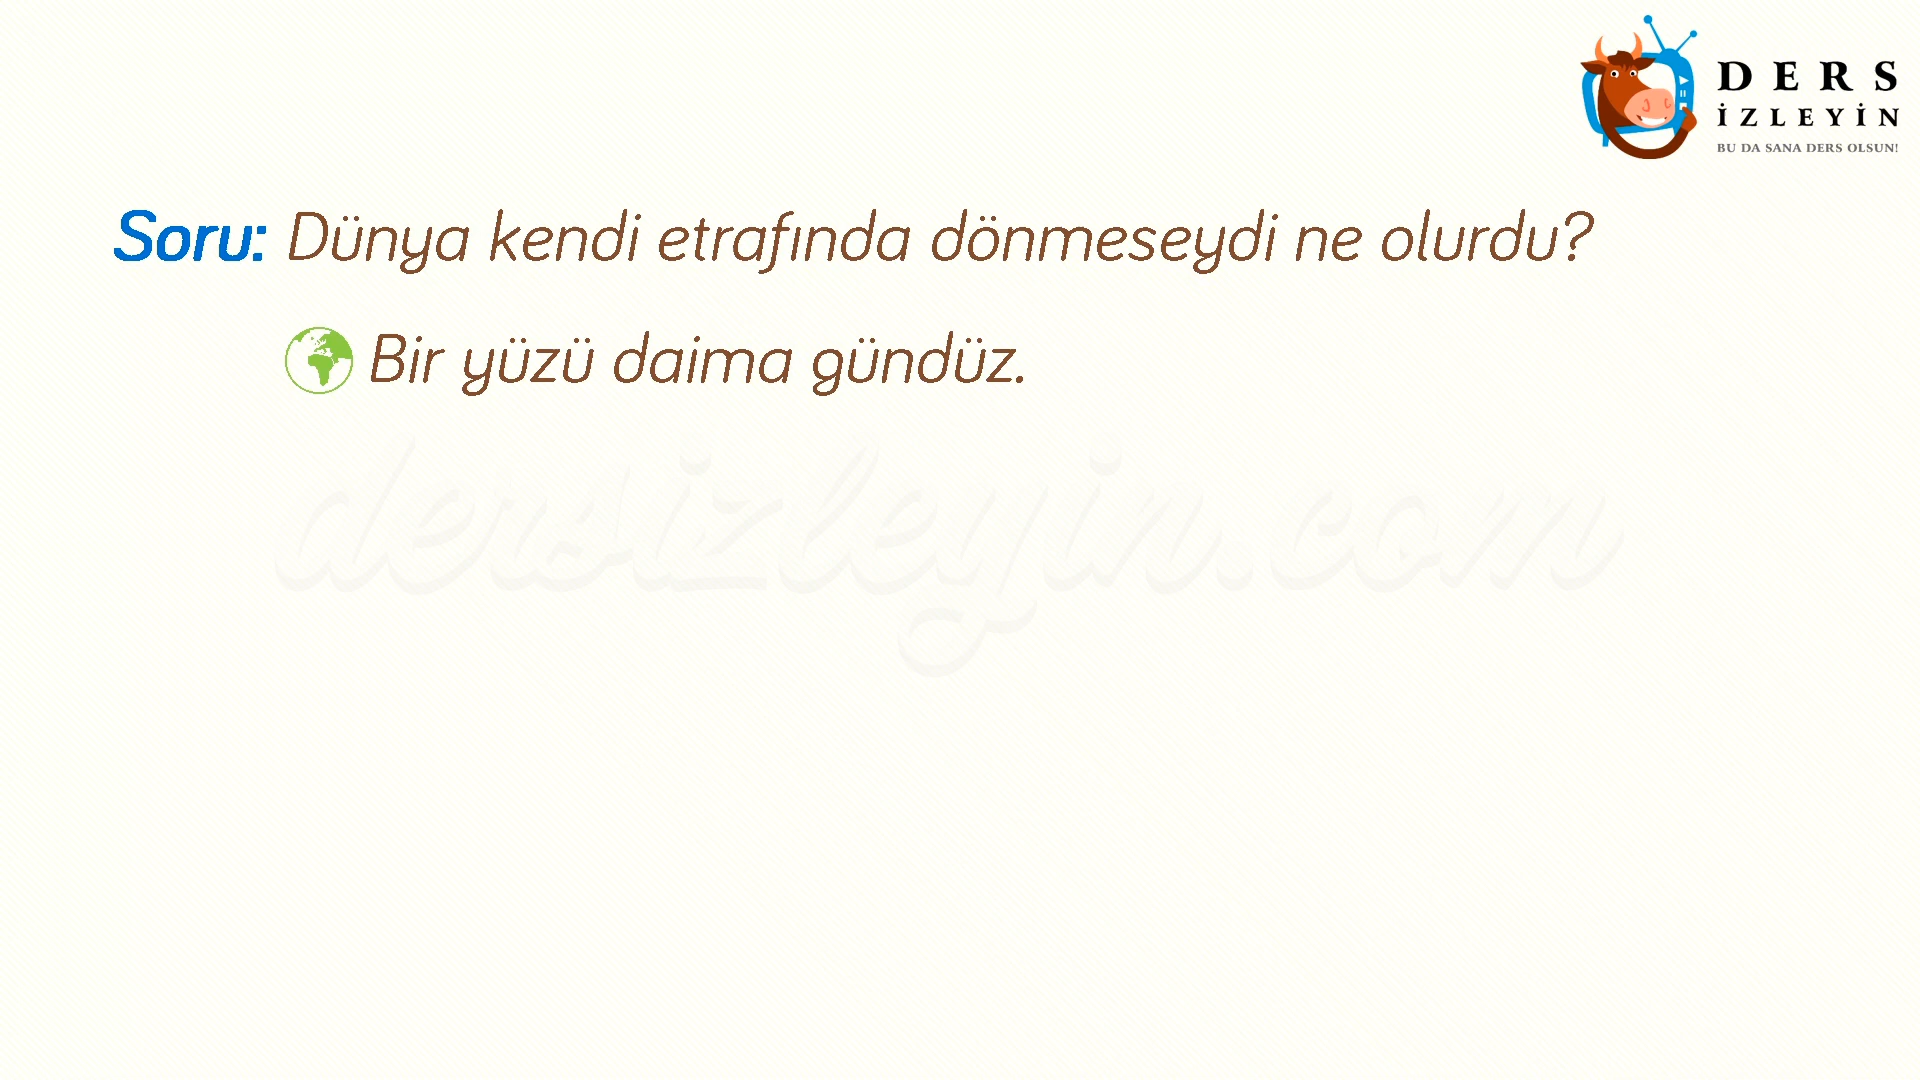 DERS
İZLEYİN
BU DA SANA DERS OLSUN!
Soru: Dünya kendi etrafında dönmeseydi ne olurdu?
Bir yüzü daima gündüz.
dersizleyin.com